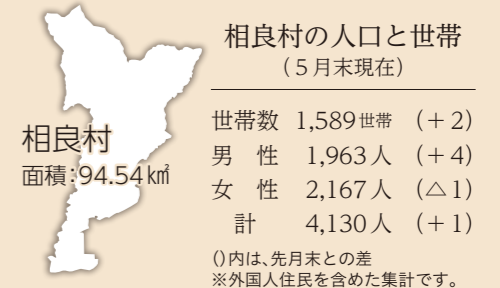 相良村の人口と世帯
（５月末現在）
相良村
面積：94.54㎢
世帯数 1,589世帯 （＋2）
男　性 1,963人 （＋4）
女　性 2,167人 （△1）
計 4,130人 （＋1）
()内は、先月末との差
※外国人住民を含めた集計です。